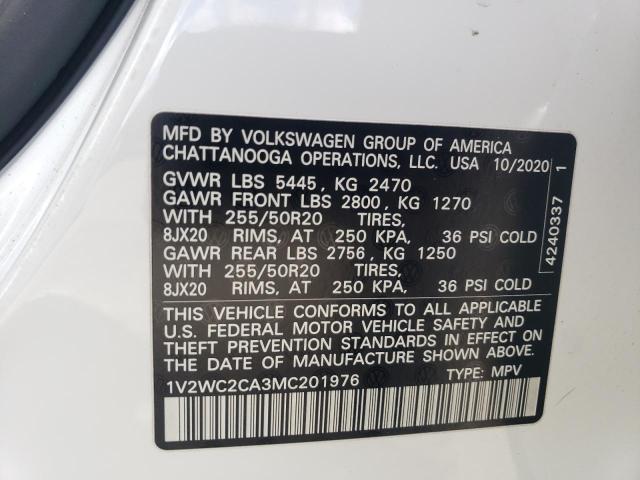 MFD BY VOLKSWAGEN GROUP OF AMERICA
CHATTANOOGA OPERATIONS, LLC. USA 10/2020
GVWR LBS 5445, KG 2470
GAWR FRONT LBS 2800, KG 1270
WITH 255/50R20 TIRES,
8JX20 RIMS, AT 250 KPA, 36 PSI COLD
GAWR REAR LBS 2756, KG 1250
WITH 255/50R20 TIRES,
8JX20 RIMS, AT 250 KPA, 36 PSI COLD
THIS VEHICLE CONFORMS TO ALL APPLICABLE
U.S. FEDERAL MOTOR VEHICLE SAFETY AND
THEFT PREVENTION STANDARDS IN EFFECT ON
THE DATE OF MANUFACTURE SHOWN ABOVE.
1V2WC2CA3MC201976 TYPE: MPV
4240337 1